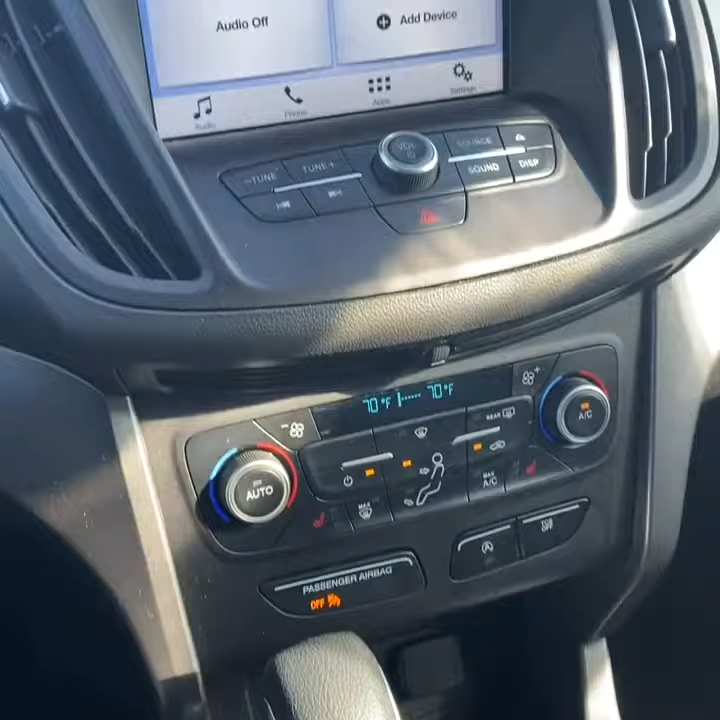 Audio Off
Add Device
Audio
Phone
Apps
Settings
VOL
SOURCE
-TUNE
TUNE+
SOUND
DISP
70°F
70°F
REAR
A/C
AUTO
MAX
MAX
A/C
PASSENGER AIRBAG
OFF